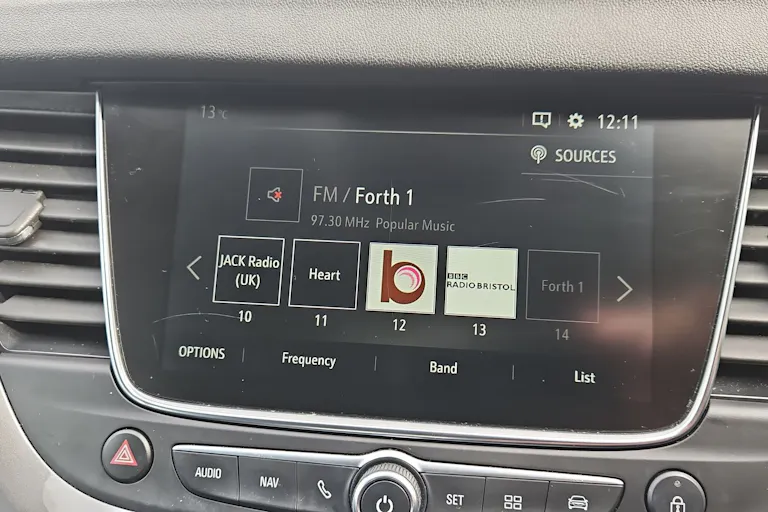 13°C
12:11
SOURCES
FM / Forth 1
97.30 MHz Popular Music
JACK Radio
(UK)
Heart
b
BBC
RADIO BRISTOL
Forth 1
10
11
12
13
14
OPTIONS
Frequency
Band
List
AUDIO
NAV
SET